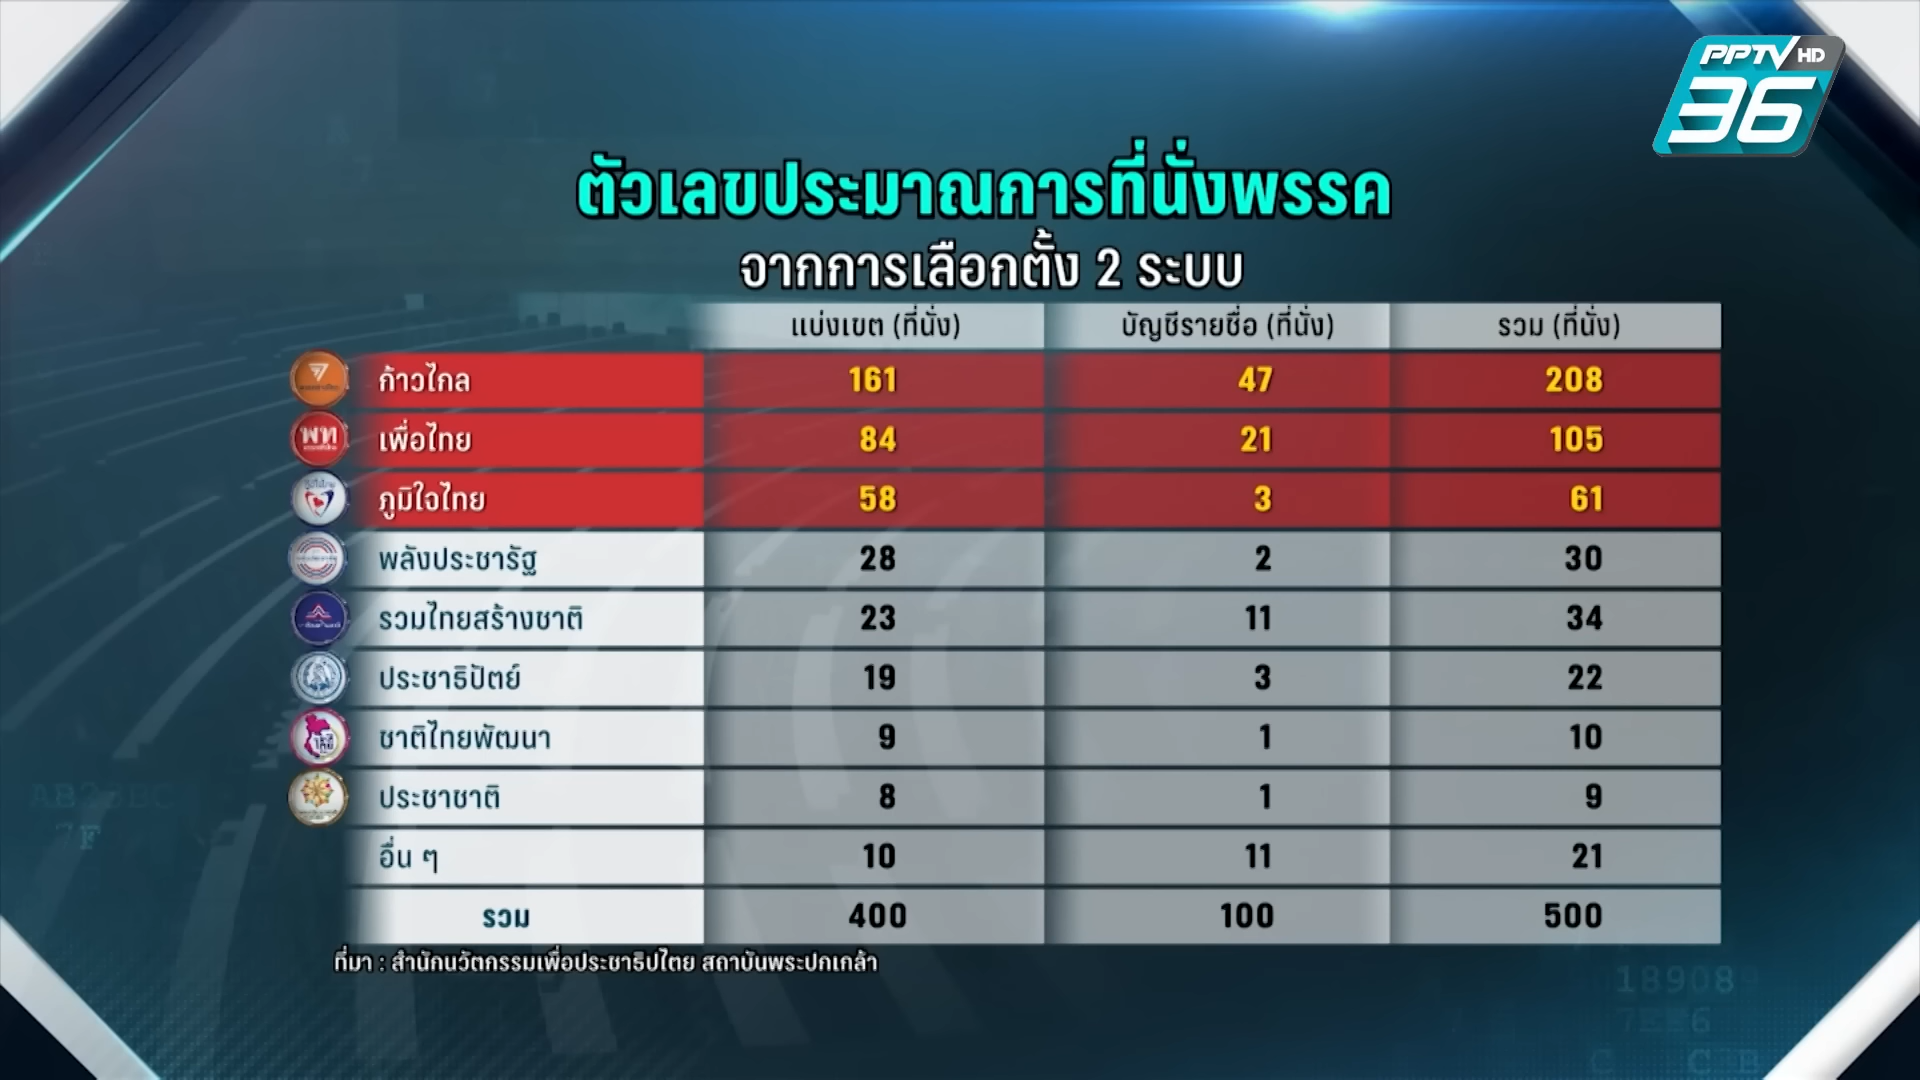 PPTV HD
36
ตัวเลขประมาณการที่นั่งพรรค
จากการเลือกตั้ง 2 ระบบ
แบ่งเขต (ที่นั่ง) บัญชีรายชื่อ (ที่นั่ง) รวม (ที่นั่ง)
ก้าวไกล 161 47 208
พท เพื่อไทย 84 21 105
ภูมิใจไทย 58 3 61
พลังประชารัฐ 28 2 30
รวมไทยสร้างชาติ 23 11 34
ประชาธิปัตย์ 19 3 22
ชาติไทยพัฒนา 9 1 10
ประชาชาติ 8 1 9
อื่น ๆ 10 11 21
รวม 400 100 500
ที่มา : สำนักนวัตกรรมเพื่อประชาธิปไตย สถาบันพระปกเกล้า